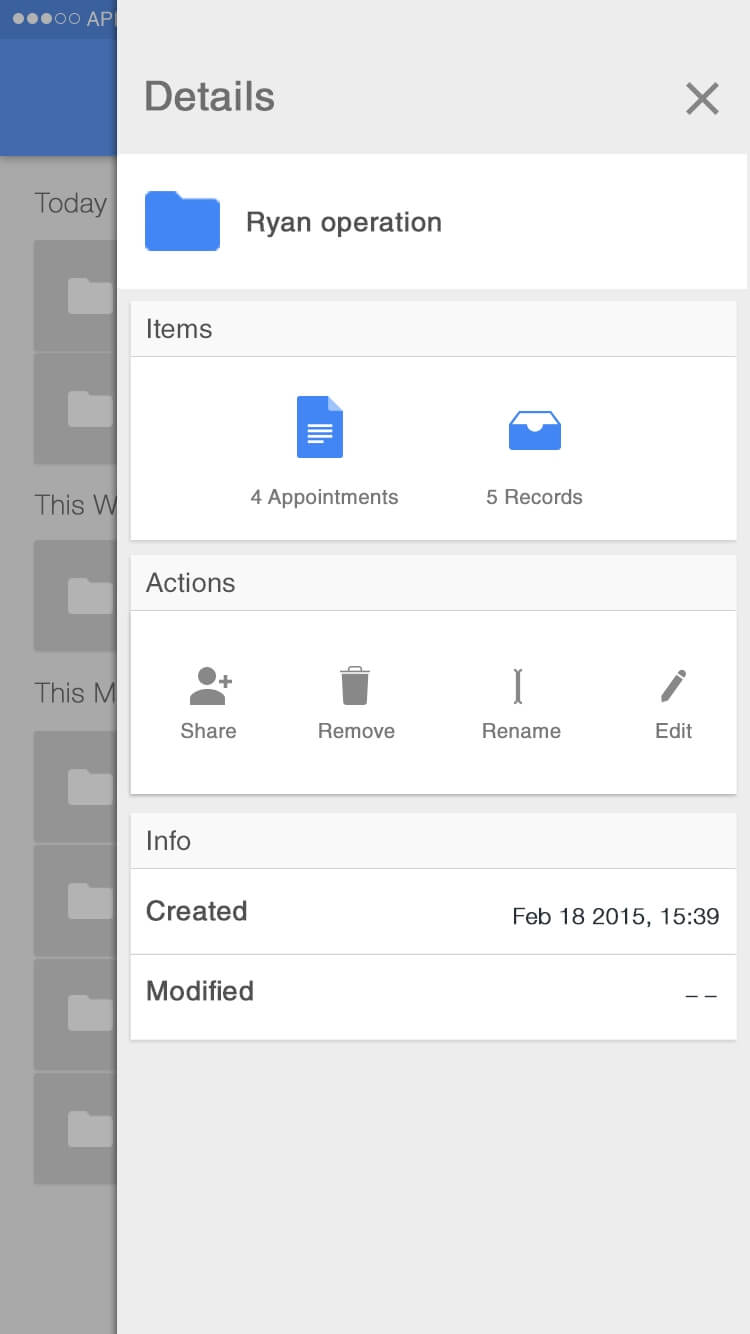 Details
Today
Ryan operation
Items
4 Appointments
5 Records
This
Actions
Share
Remove
Rename
Edit
This
Info
Created
Feb 18 2015, 15:39
Modified
– –